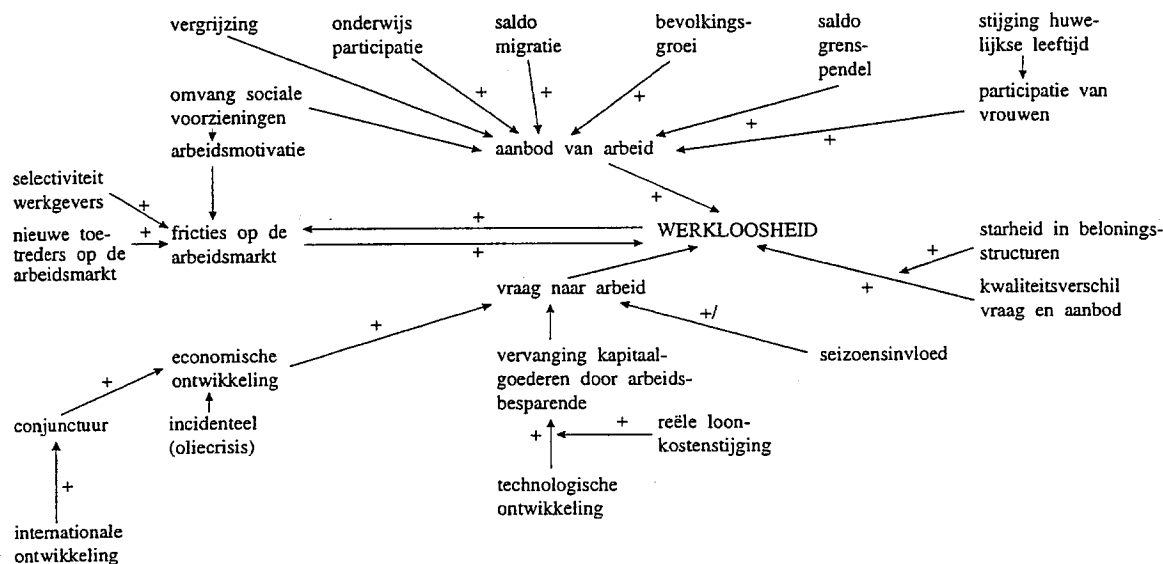 vergrijzing
onderwijs
participatie
saldo
migratie
bevolkings-
groei
saldo
grens-
pendel
stijging huwe-
lijkse leeftijd
+
+
+
omvang sociale
voorzieningen
participatie van
vrouwen
+
+
arbeidsmotivatie
aanbod van arbeid
selectiviteit
werkgevers
+
+
nieuwe toe-
treders op de
arbeidsmarkt
+
fricties op de
arbeidsmarkt
+
+
WERKLOOSHEID
starheid in belonings-
structuren
+
+
kwaliteitsverschil
vraag en aanbod
vraag naar arbeid
+
+/
economische
ontwikkeling
vervanging kapitaal-
goederen door arbeids-
besparende
seizoensinvloed
+
conjunctuur
incidenteel
(oliecrisis)
+
+
reële loon-
kostenstijging
+
technologische
ontwikkeling
internationale
ontwikkeling